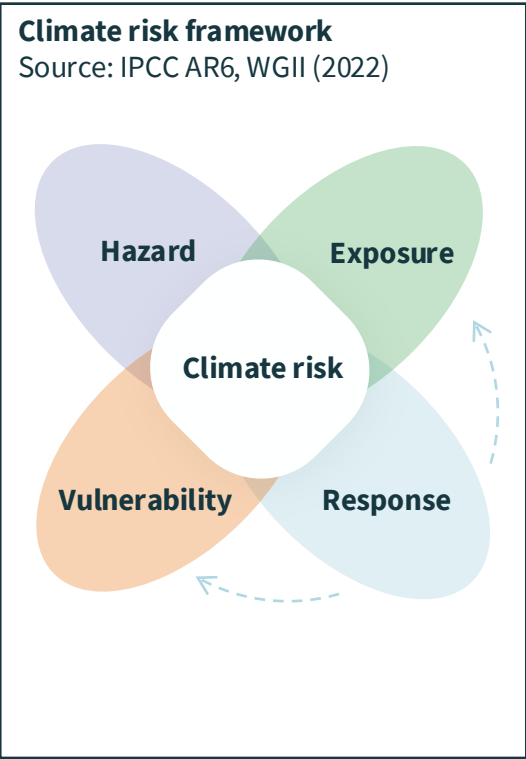 Climate risk framework
Source: IPCC AR6, WGII (2022)
Hazard
Exposure
Climate risk
Vulnerability
Response